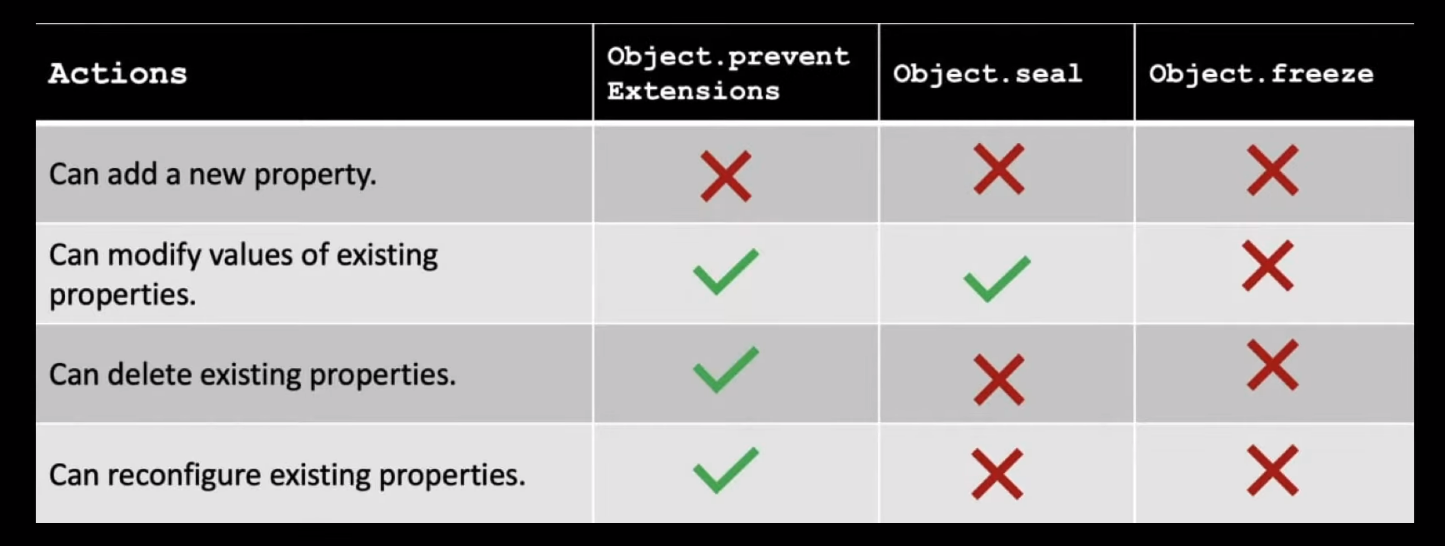 Actions
Object.prevent
Extensions
Object.seal
Object.freeze
Can add a new property.
Can modify values of existing
properties.
Can delete existing properties.
Can reconfigure existing properties.